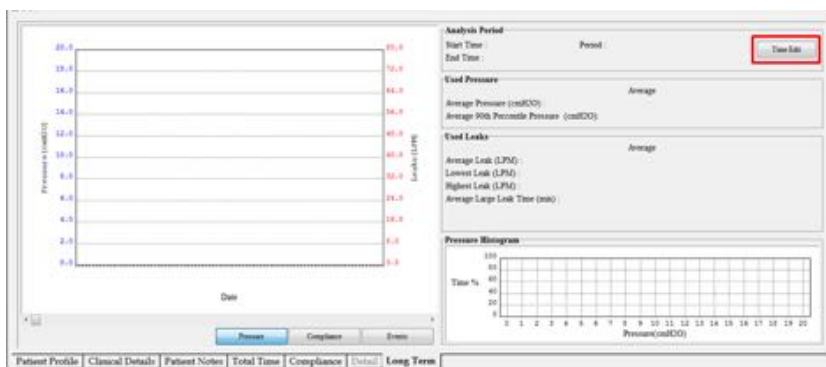 20.0
18.0
16.0
14.0
12.0
10.0
8.0
6.0
4.0
2.0
0.0
Pressure (cmH2O)
80.0
72.0
64.0
56.0
48.0
40.0
32.0
24.0
16.0
8.0
0.0
Leaks (LPM)
Date
Pressure Compliance Events
Analysis Period
Start Time : Period :
End Time :
Time Edit
Used Pressure
Average
Average Pressure (cmH2O) :
Average 90th Percentile Pressure (cmH2O):
Used Leaks
Average
Average Leak (LPM) :
Lowest Leak (LPM) :
Highest Leak (LPM) :
Average Large Leak Time (min) :
Pressure Histogram
Time %
100
80
60
40
20
0
0 1 2 3 4 5 6 7 8 9 10 11 12 13 14 15 16 17 18 19 20
Pressure(cmH2O)
Patient Profile Clinical Details Patient Notes Total Time Compliance Detail Long Term